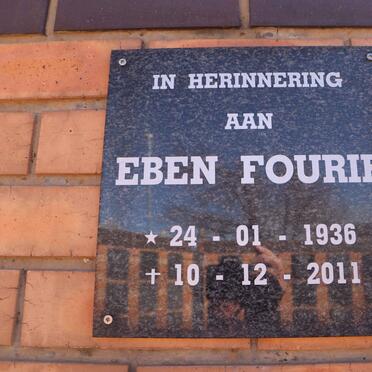 IN HERINNERING
AAN
EBEN FOURIE
★ 24 - 01 - 1936
✝ 10 - 12 - 2011